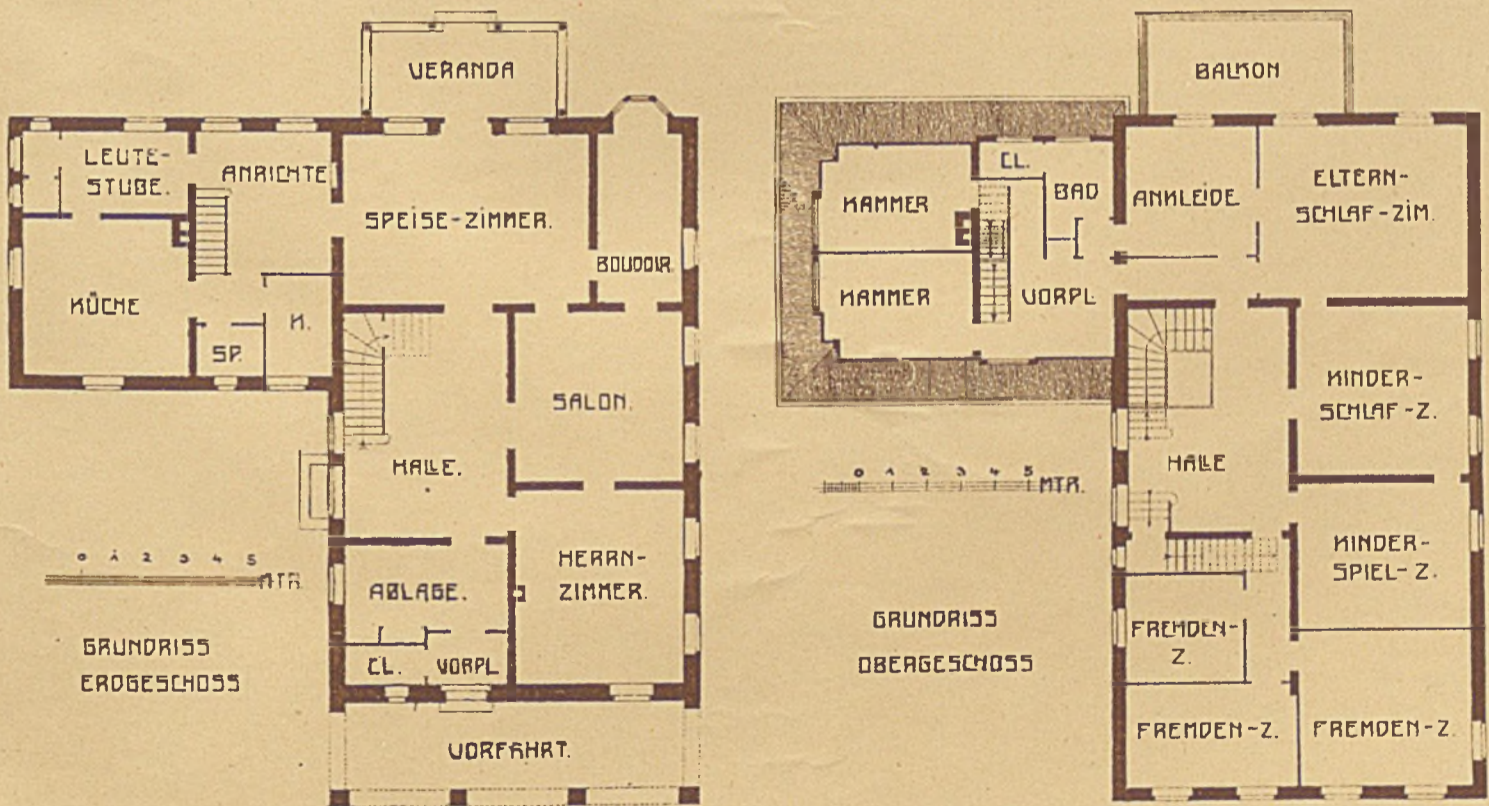 VERANDA
LEUTE-
STUBE.
ANRICHTE
SPEISE-ZIMMER.
BOUDOIR.
KÜCHE
K.
SP.
SALON.
HALLE.
0 1 2 3 4 5 MTR.
ABLAGE.
HERRN-
ZIMMER.
CL.
VORPL
GRUNDRISS
ERDGESCHOSS
VORFAHRT.
BALKON
CL.
BAD
KAMMER
ANKLEIDE
ELTERN-
SCHLAF-ZIM.
KAMMER
VORPL
KINDER-
SCHLAF-Z.
HALLE
0 1 2 3 4 5 MTR.
KINDER-
SPIEL-Z.
GRUNDRISS
OBERGESCHOSS
FREMDEN-
Z.
FREMDEN-Z.
FREMDEN-Z.